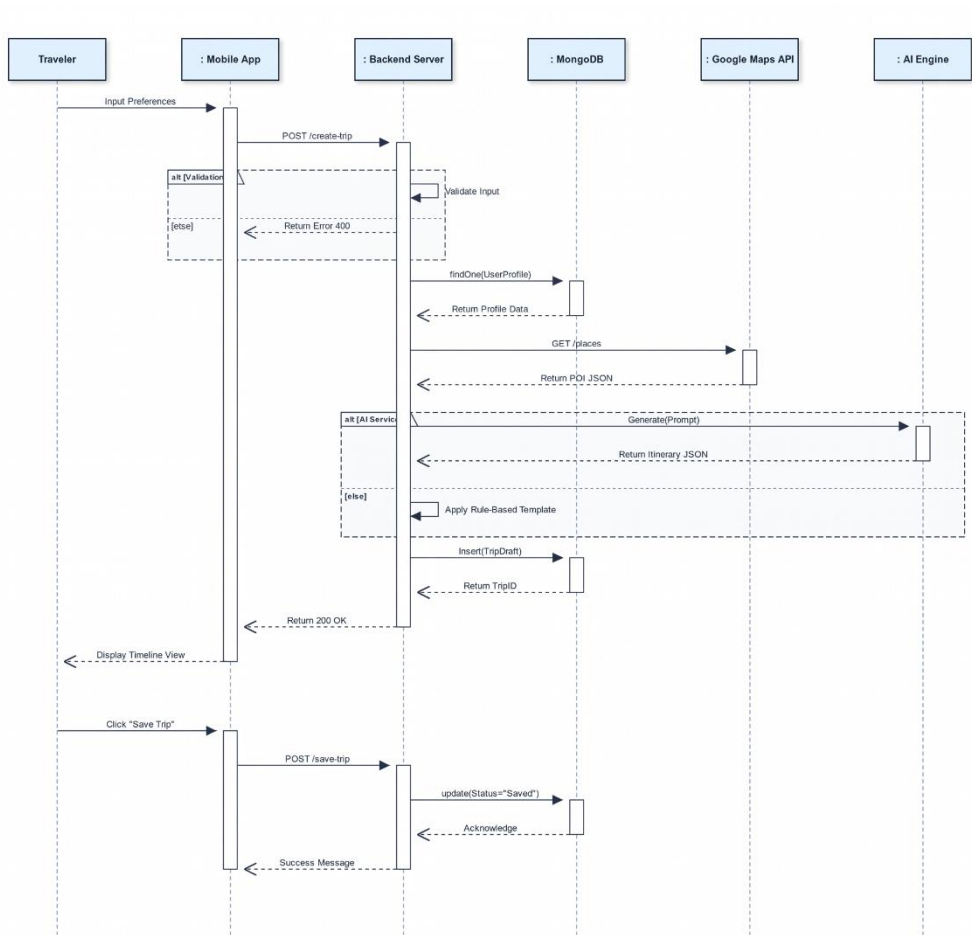 Traveler
: Mobile App
: Backend Server
: MongoDB
: Google Maps API
: AI Engine
Input Preferences
POST /create-trip
alt [Validation
Validate Input
[else]
Return Error 400
findOne(UserProfile)
Return Profile Data
GET /places
Return POI JSON
alt [AI Servic
Generate(Prompt)
Return Itinerary JSON
[else]
Apply Rule-Based Template
Insert(TripDraft)
Return TripID
Return 200 OK
Display Timeline View
Click "Save Trip"
POST /save-trip
update(Status="Saved")
Acknowledge
Success Message